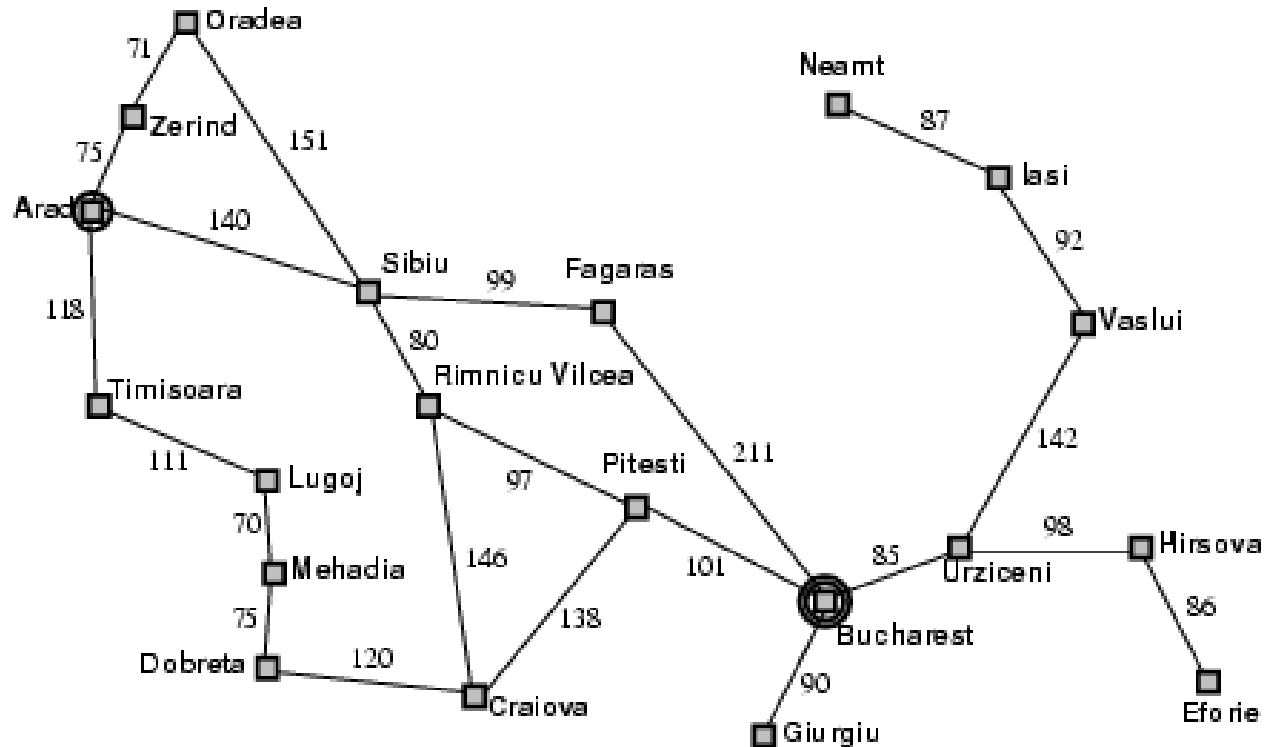 Oradea
71
Neamt
Zerind
87
151
75
Iasi
Arad
140
92
Sibiu
Fagaras
99
118
Vaslui
80
Rimnicu Vilcea
Timisoara
142
111
Pitesti
211
Lugoj
97
70
98
Hirsova
146
101
85
Urziceni
Mehadia
86
75
138
Bucharest
Dobreta
120
90
Craiova
Eforie
Giurgiu